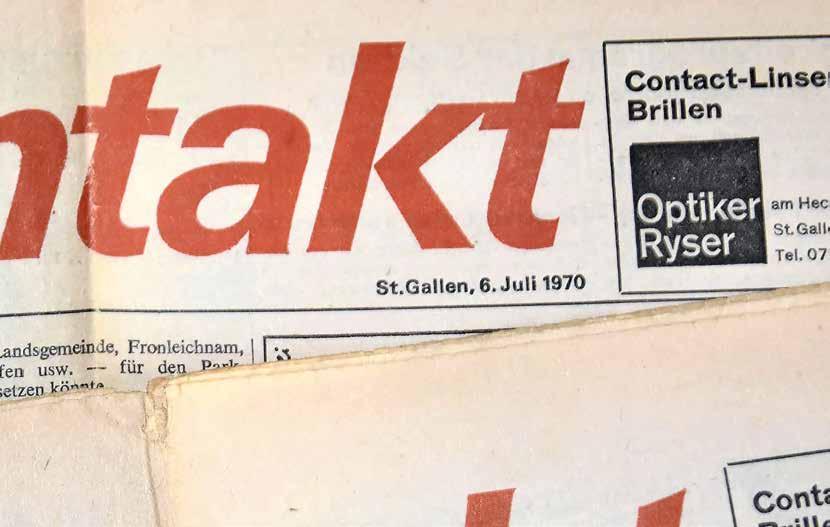 ntakt
Contact-Linsen
Brillen
Optiker
Ryser
am Hec
St. Gall
Tel. 07
St.Gallen, 6. Juli 1970
Landsgemeinde, Fronleichnam,
fen usw. — für den Park
setzen könnte
Conta